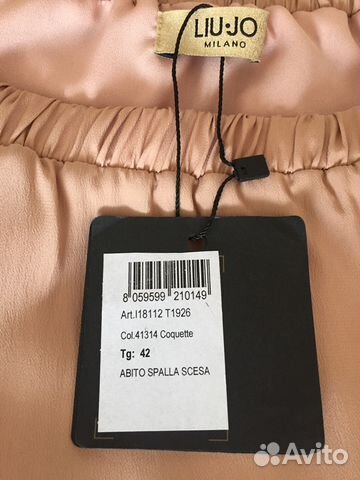 LIU·JO
MILANO
8 059599 210149
Art.I18112 T1926
Col.41314 Coquette
Tg: 42
ABITO SPALLA SCESA
Avito